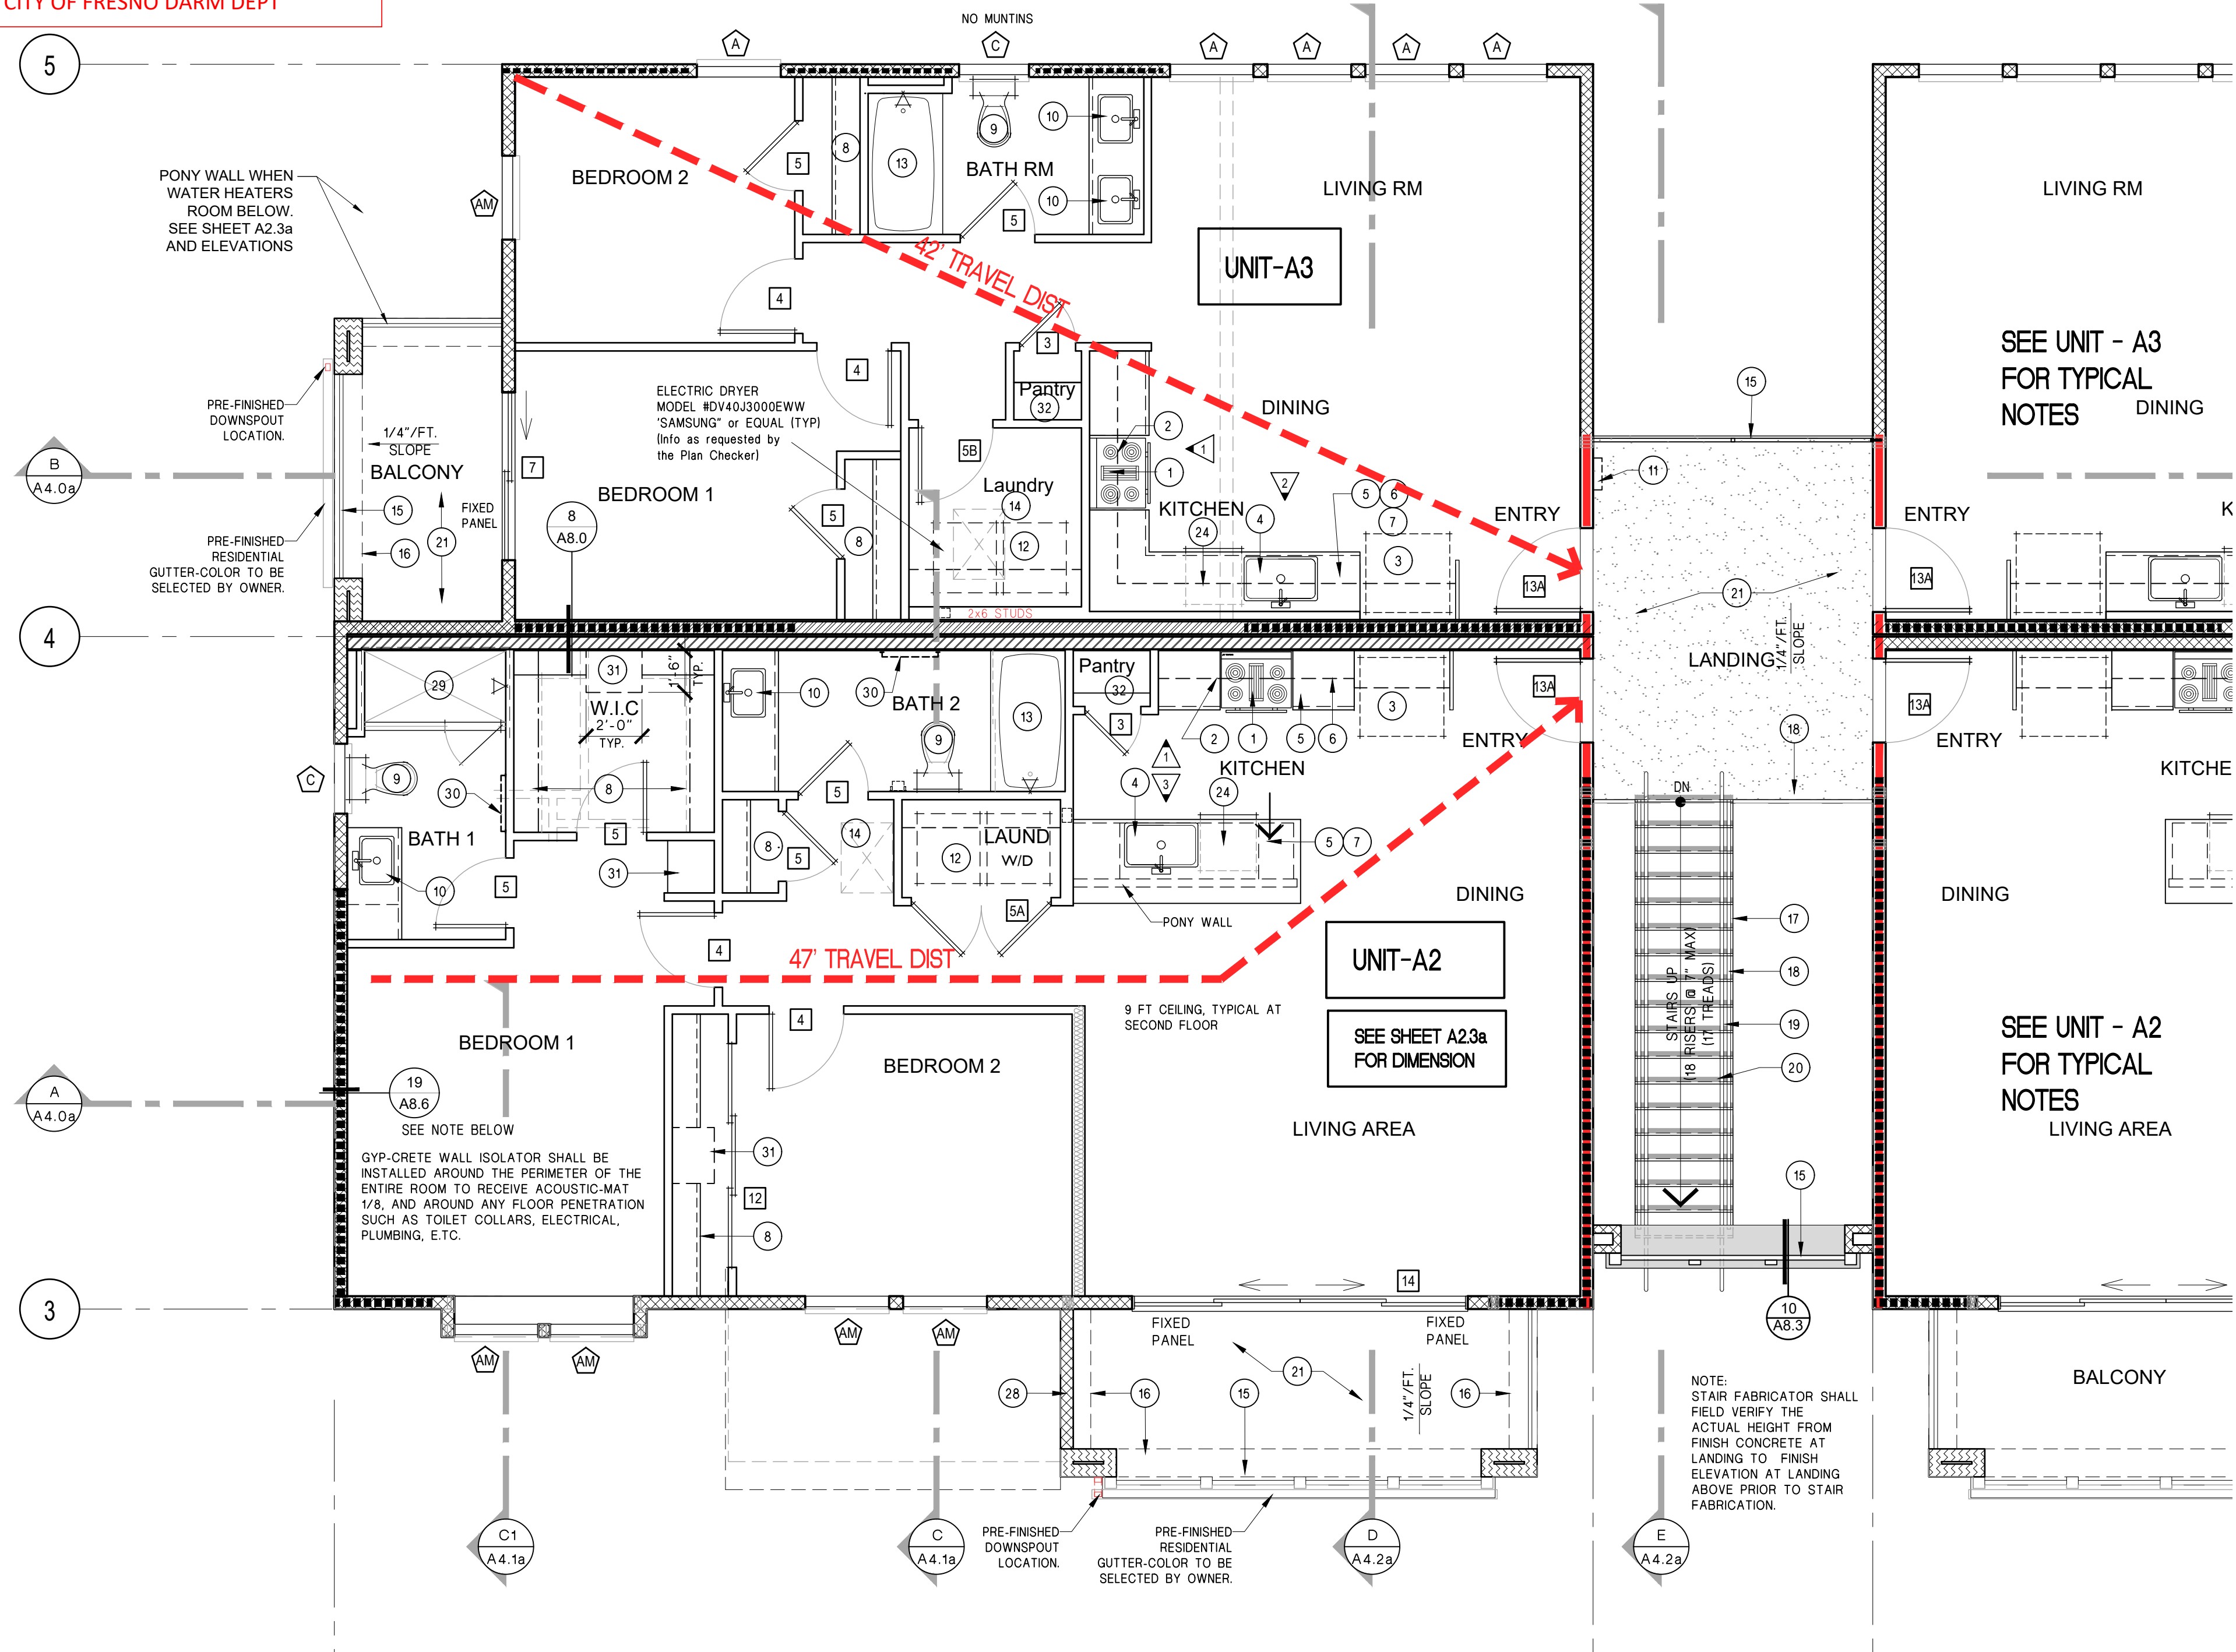 CITY OF FRESNO DARM DEPT
NO MUNTINS
5
A
C
A
A
A
A
PONY WALL WHEN
WATER HEATERS
ROOM BELOW.
SEE SHEET A2.3a
AND ELEVATIONS
AM
BEDROOM 2
5
8
13
9
BATH RM
10
10
5
LIVING RM
LIVING RM
UNIT-A3
42' TRAVEL DIST
4
4
3
Pantry
32
SEE UNIT - A3
FOR TYPICAL
NOTES
DINING
DINING
15
PRE-FINISHED
DOWNSPOUT
LOCATION.
1/4"/FT.
SLOPE
BALCONY
ELECTRIC DRYER
MODEL #DV40J3000EWW
'SAMSUNG" or EQUAL (TYP)
(Info as requested by
the Plan Checker)
B
A4.0a
7
15
FIXED
PANEL
16
21
BEDROOM 1
8
A8.0
5
8
5B
Laundry
14
12
2
1
1
2
KITCHEN
24
4
5
6
7
3
ENTRY
13A
11
ENTRY
K
13A
21
PRE-FINISHED
RESIDENTIAL
GUTTER-COLOR TO BE
SELECTED BY OWNER.
2x6 STUDS
4
1/4"/FT.
SLOPE
LANDING
29
31
1'-6"
TYP.
W.I.C
2'-0"
TYP.
10
30
BATH 2
9
13
Pantry
32
3
2
1
5
6
3
13A
13A
ENTRY
ENTRY
18
C
9
30
8
5
1
3
KITCHEN
KITCHE
DN
BATH 1
10
5
5
31
8
5
14
12
LAUND
W/D
5A
4
24
5
7
PONY WALL
DINING
DINING
17
4
47' TRAVEL DIST
UNIT-A2
STAIRS UP
(18 RISERS @ 7" MAX)
(17 TREADS)
18
4
9 FT CEILING, TYPICAL AT
SECOND FLOOR
SEE SHEET A2.3a
FOR DIMENSION
19
20
SEE UNIT - A2
FOR TYPICAL
NOTES
BEDROOM 1
BEDROOM 2
A
A4.0a
19
A8.6
SEE NOTE BELOW
LIVING AREA
LIVING AREA
GYP-CRETE WALL ISOLATOR SHALL BE
INSTALLED AROUND THE PERIMETER OF THE
ENTIRE ROOM TO RECEIVE ACOUSTIC-MAT
1/8, AND AROUND ANY FLOOR PENETRATION
SUCH AS TOILET COLLARS, ELECTRICAL,
PLUMBING, E.TC.
31
12
8
15
14
3
10
A8.3
AM
AM
AM
AM
FIXED
PANEL
FIXED
PANEL
21
28
16
15
1/4"/FT.
SLOPE
16
BALCONY
NOTE:
STAIR FABRICATOR SHALL
FIELD VERIFY THE
ACTUAL HEIGHT FROM
FINISH CONCRETE AT
LANDING TO FINISH
ELEVATION AT LANDING
ABOVE PRIOR TO STAIR
FABRICATION.
C1
A4.1a
C
A4.1a
PRE-FINISHED
DOWNSPOUT
LOCATION.
PRE-FINISHED
RESIDENTIAL
GUTTER-COLOR TO BE
SELECTED BY OWNER.
D
A4.2a
E
A4.2a